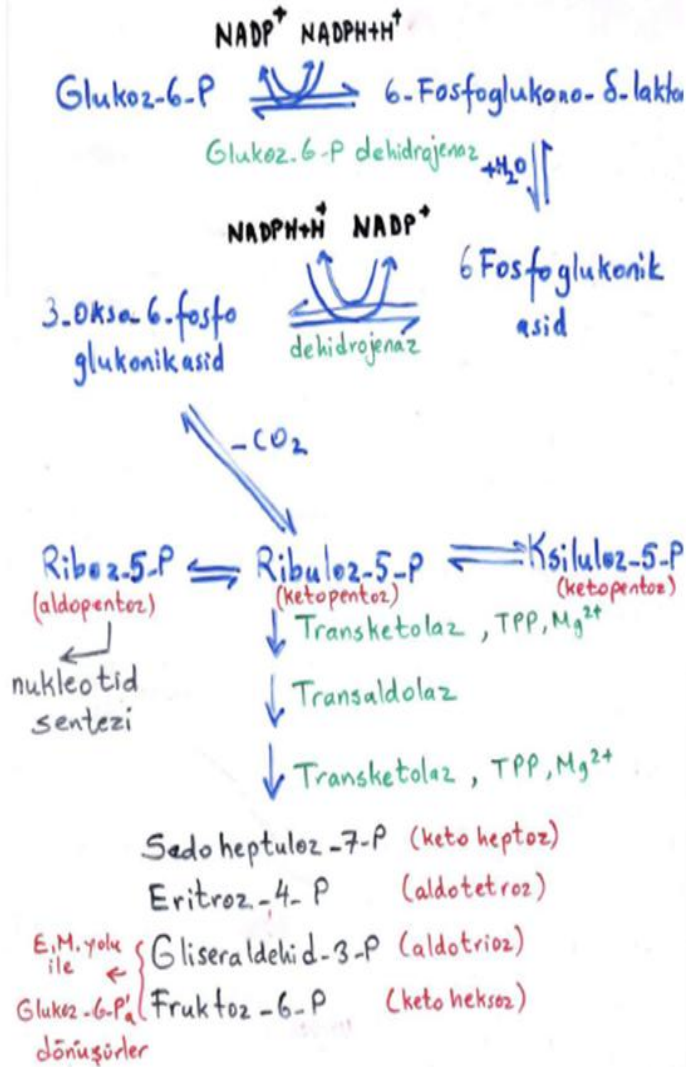 NADP⁺ NADPH+H⁺
Glukoz-6-P 6-Fosfoglukono-δ-lakto
Glukoz-6-P dehidrojenaz +H₂O
NADPH+H⁺ NADP⁺
6 Fosfoglukonik
asid
3-Oksa-6-fosfo
glukonik asid
dehidrojenaz
-CO₂
Riboz-5-P Ribuloz-5-P Ksiluloz-5-P
(aldopentoz) (ketopentoz) (ketopentoz)
Transketolaz, TPP, Mg²⁺
nukleotid
sentezi
Transaldolaz
Transketolaz, TPP, Mg²⁺
Sedoheptuloz-7-P (keto heptoz)
Eritroz-4-P (aldotetroz)
Gliseraldehid-3-P (aldotrioz)
Fruktoz-6-P (keto heksoz)
E.M. yolu
ile
Glukoz-6-P'a
dönüşürler